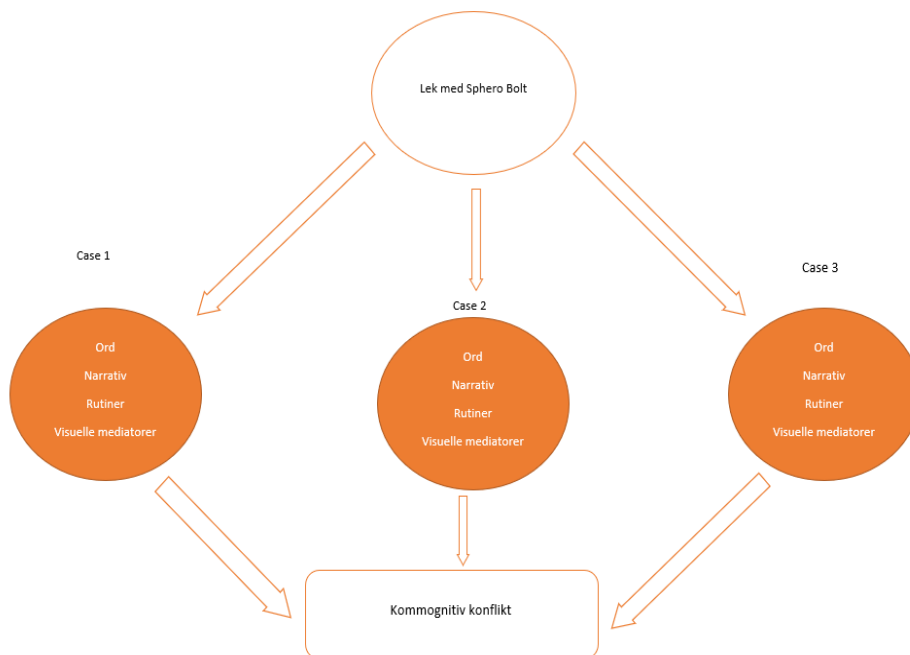 Lek med Sphero Bolt
Case 1
Case 2
Case 3
Ord
Narrativ
Rutiner
Visuelle mediatorer
Ord
Narrativ
Rutiner
Visuelle mediatorer
Ord
Narrativ
Rutiner
Visuelle mediatorer
Kommognitiv konflikt